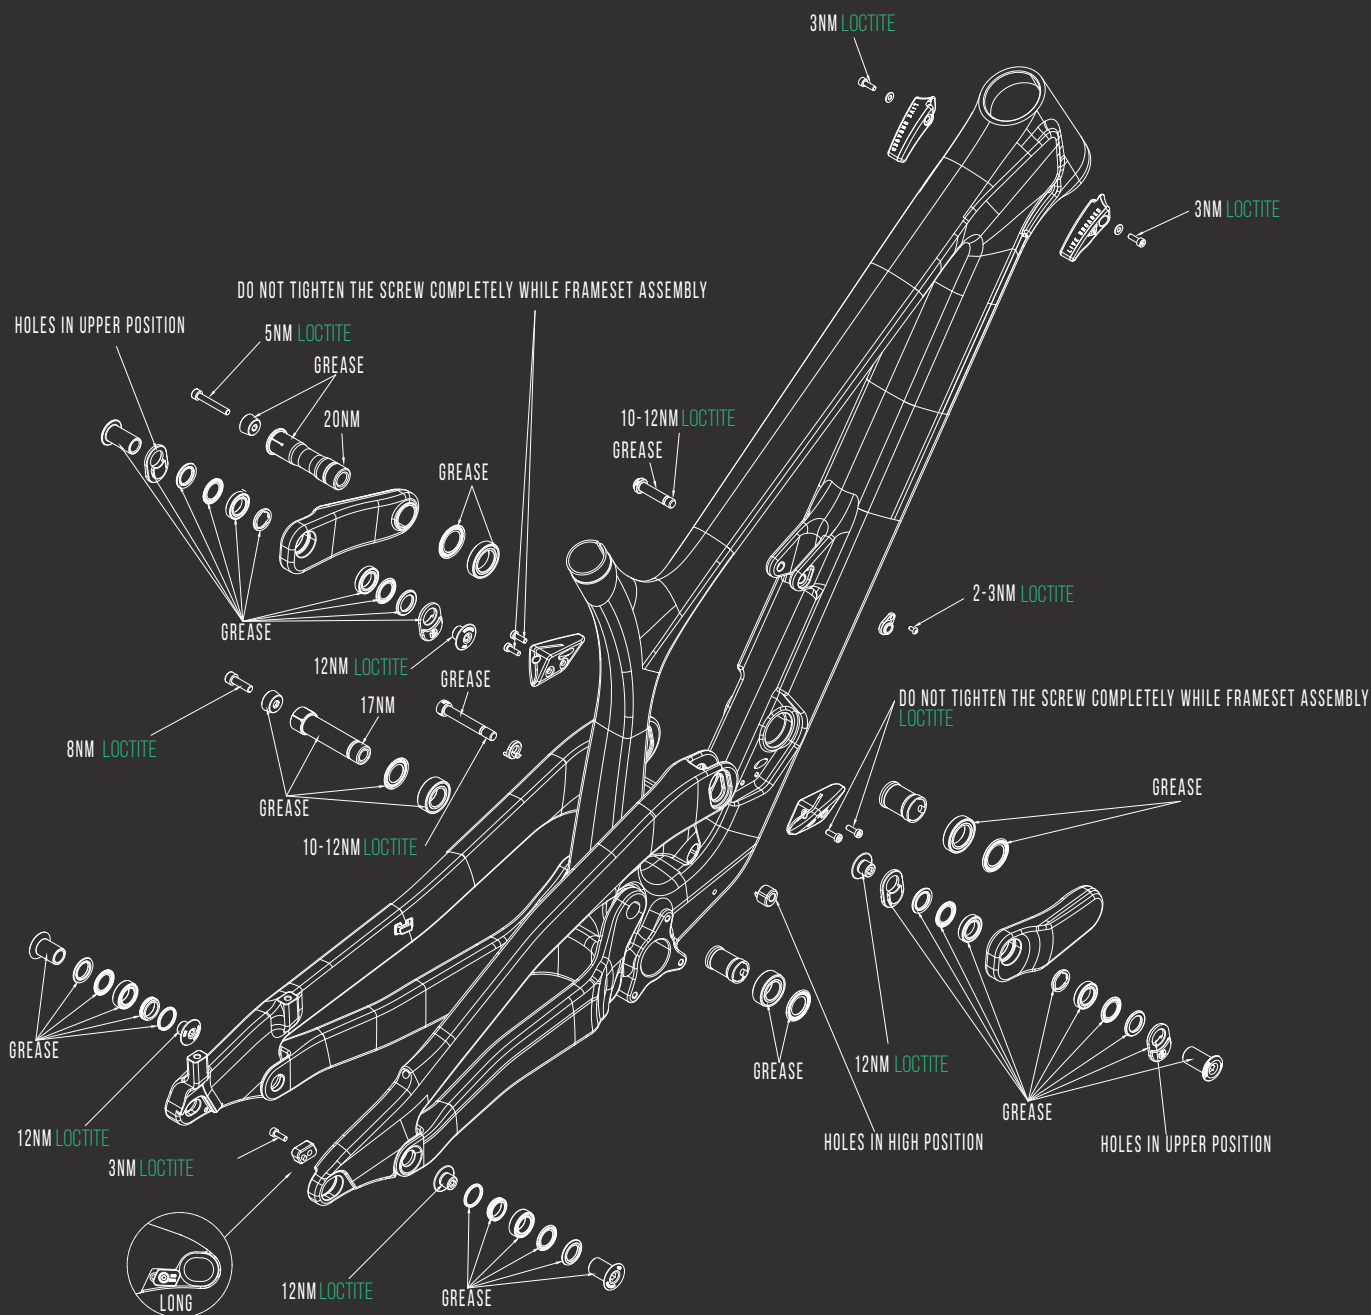 3NM LOCTITE
LIVE UNRAGED
3NM LOCTITE
DO NOT TIGHTEN THE SCREW COMPLETELY WHILE FRAMESET ASSEMBLY
HOLES IN UPPER POSITION
5NM LOCTITE
GREASE
20NM
10-12NM LOCTITE
GREASE
GREASE
2-3NM LOCTITE
GREASE
12NM LOCTITE
GREASE
DO NOT TIGHTEN THE SCREW COMPLETELY WHILE FRAMESET ASSEMBLY
LOCTITE
17NM
8NM LOCTITE
GREASE
GREASE
10-12NM LOCTITE
GREASE
12NM LOCTITE
GREASE
GREASE
12NM LOCTITE
HOLES IN HIGH POSITION
HOLES IN UPPER POSITION
3NM LOCTITE
12NM LOCTITE
GREASE
LONG